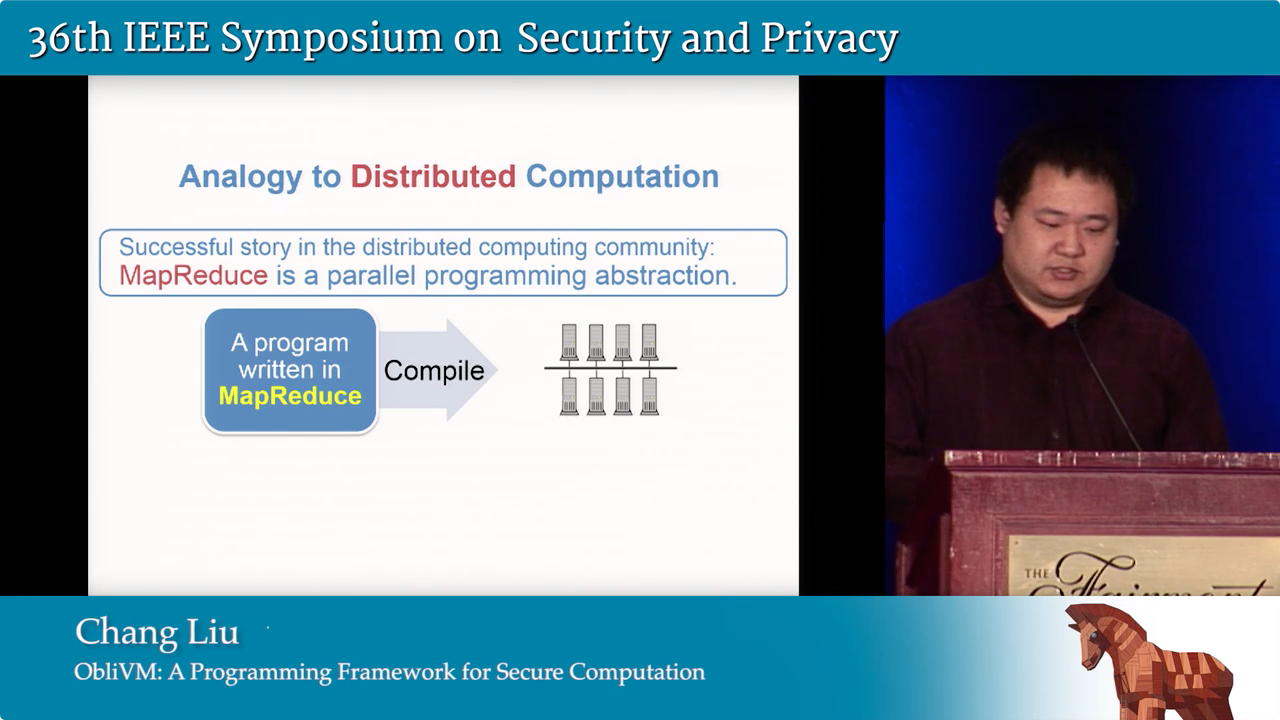 36th IEEE Symposium on Security and Privacy
Analogy to Distributed Computation
Successful story in the distributed computing community:
MapReduce is a parallel programming abstraction.
A program
written in
MapReduce
Compile
THE
Fairmont
Chang Liu
ObliVM: A Programming Framework for Secure Computation